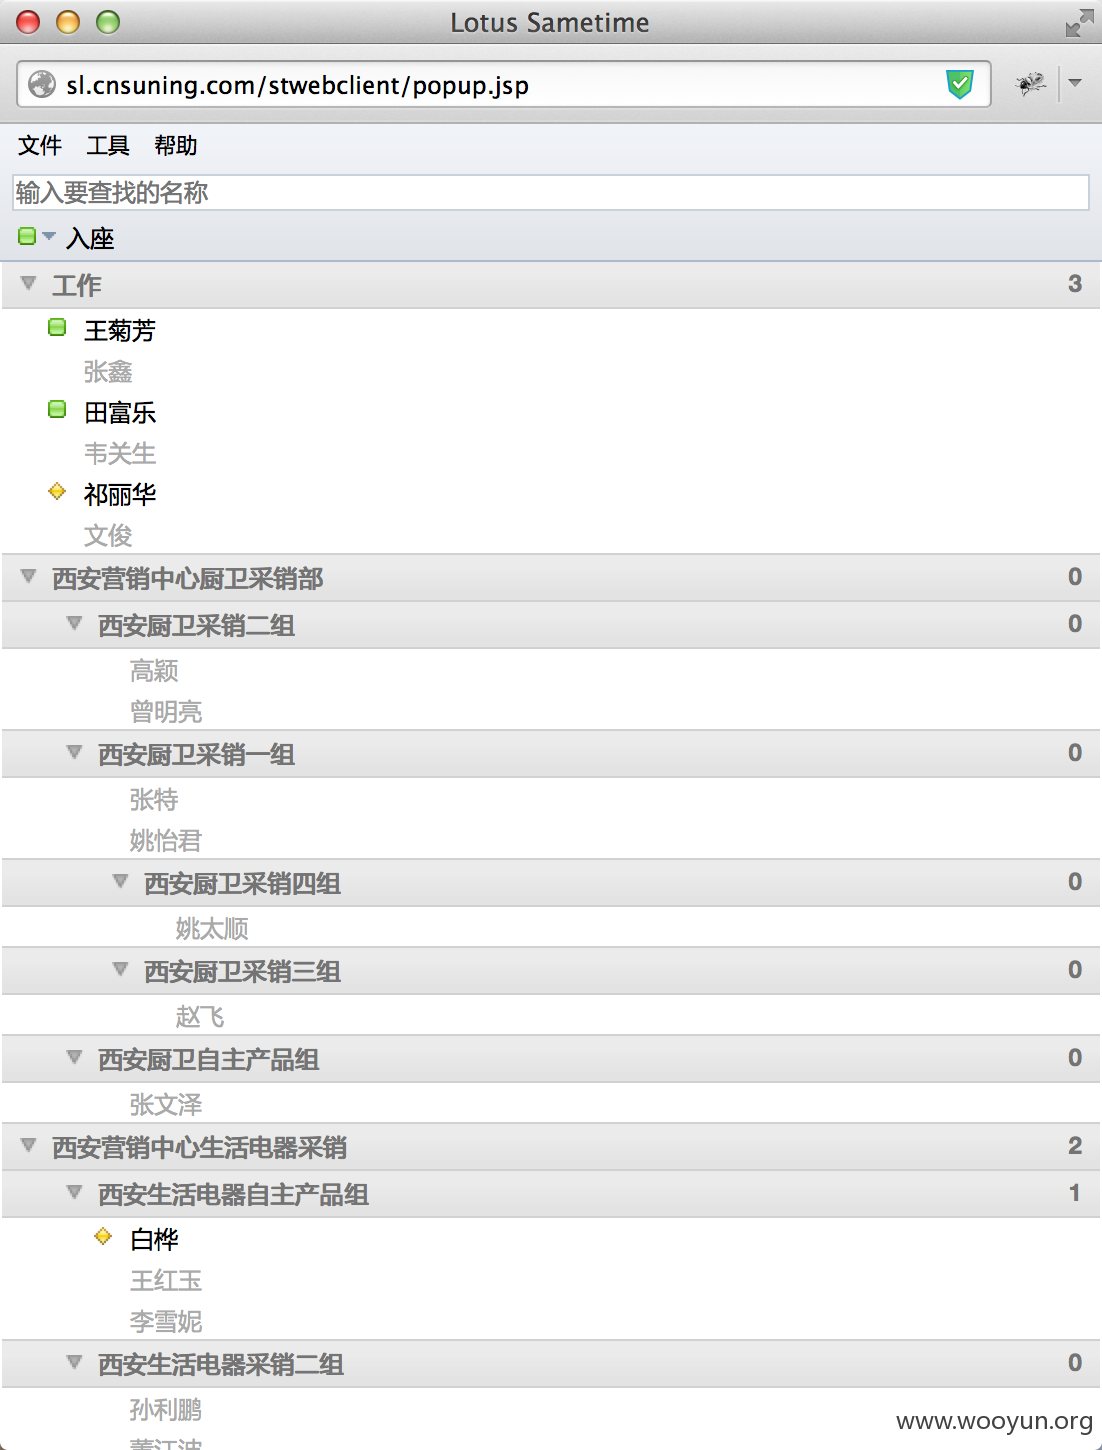 Lotus Sametime
sl.cnsuning.com/stwebclient/popup.jsp
文件 工具 帮助
输入要查找的名称
入座
工作 3
王菊芳
张鑫
田富乐
韦关生
祁丽华
文俊
西安营销中心厨卫采销部 0
西安厨卫采销二组 0
高颖
曾明亮
西安厨卫采销一组 0
张特
姚怡君
西安厨卫采销四组 0
姚太顺
西安厨卫采销三组 0
赵飞
西安厨卫自主产品组 0
张文泽
西安营销中心生活电器采销 2
西安生活电器自主产品组 1
白桦
王红玉
李雪妮
西安生活电器采销二组 0
孙利鹏
www.wooyun.org